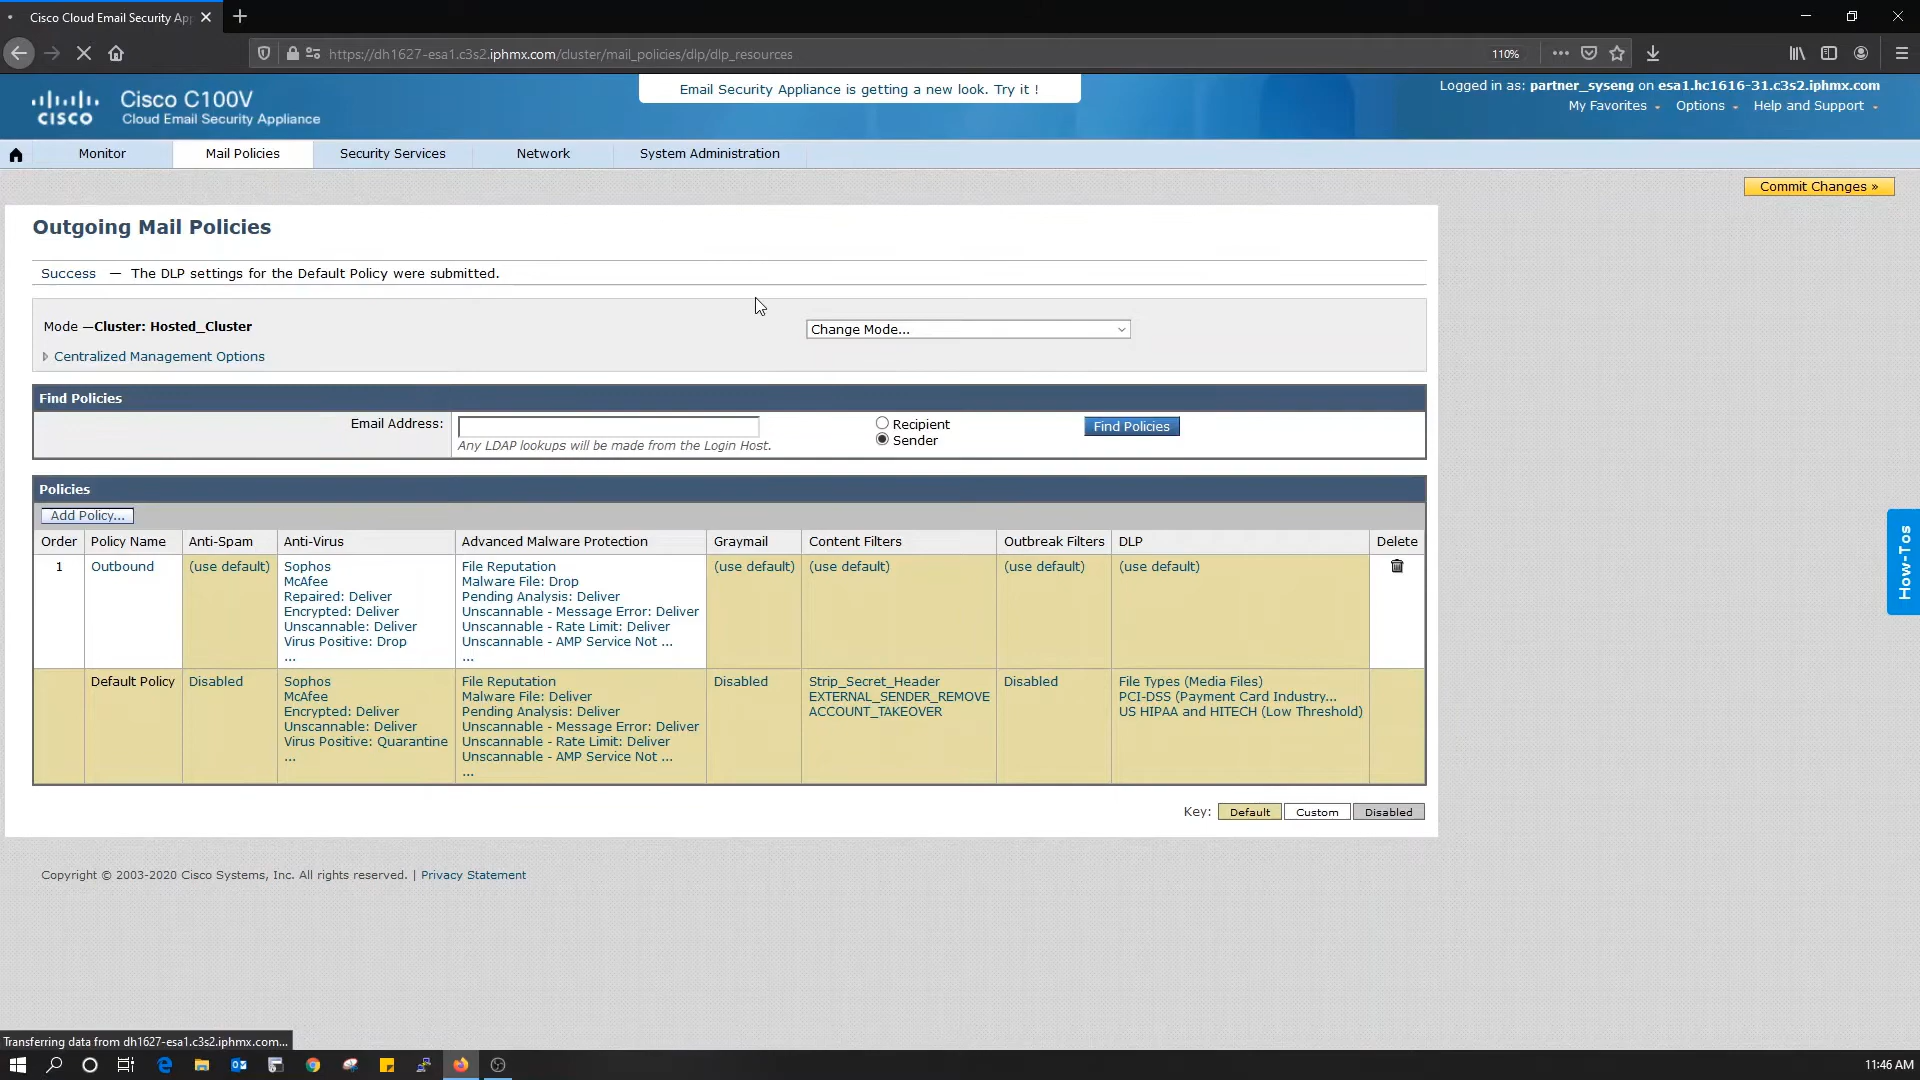 Cisco Cloud Email Security App
https://dh1627-esa1.c3s2.iphmx.com/cluster/mail_policies/dlp/dlp_resources
110%
Email Security Appliance is getting a new look. Try it !
Logged in as: partner_syseng on esa1.hc1616-31.c3s2.iphmx.com
My Favorites Options Help and Support
CISCO
Cisco C100V
Cloud Email Security Appliance
Monitor Mail Policies Security Services Network System Administration
Commit Changes »
Outgoing Mail Policies
Success — The DLP settings for the Default Policy were submitted.
Mode —Cluster: Hosted_Cluster
Change Mode...
Centralized Management Options
Find Policies
Email Address:
Any LDAP lookups will be made from the Login Host.
Recipient
Sender
Find Policies
Policies
Add Policy...
Order Policy Name Anti-Spam Anti-Virus Advanced Malware Protection Graymail Content Filters Outbreak Filters DLP Delete
1
Outbound
(use default)
Sophos
McAfee
Repaired: Deliver
Encrypted: Deliver
Unscannable: Deliver
Virus Positive: Drop
...
File Reputation
Malware File: Drop
Pending Analysis: Deliver
Unscannable - Message Error: Deliver
Unscannable - Rate Limit: Deliver
Unscannable - AMP Service Not ...
...
(use default)
(use default)
(use default)
(use default)
Default Policy
Disabled
Sophos
McAfee
Encrypted: Deliver
Unscannable: Deliver
Virus Positive: Quarantine
...
File Reputation
Malware File: Deliver
Pending Analysis: Deliver
Unscannable - Message Error: Deliver
Unscannable - Rate Limit: Deliver
Unscannable - AMP Service Not ...
...
Disabled
Strip_Secret_Header
EXTERNAL_SENDER_REMOVE
ACCOUNT_TAKEOVER
Disabled
File Types (Media Files)
PCI-DSS (Payment Card Industry...
US HIPAA and HITECH (Low Threshold)
Key: Default Custom Disabled
How-Tos
Copyright © 2003-2020 Cisco Systems, Inc. All rights reserved. | Privacy Statement
Transferring data from dh1627-esa1.c3s2.iphmx.com...
11:46 AM